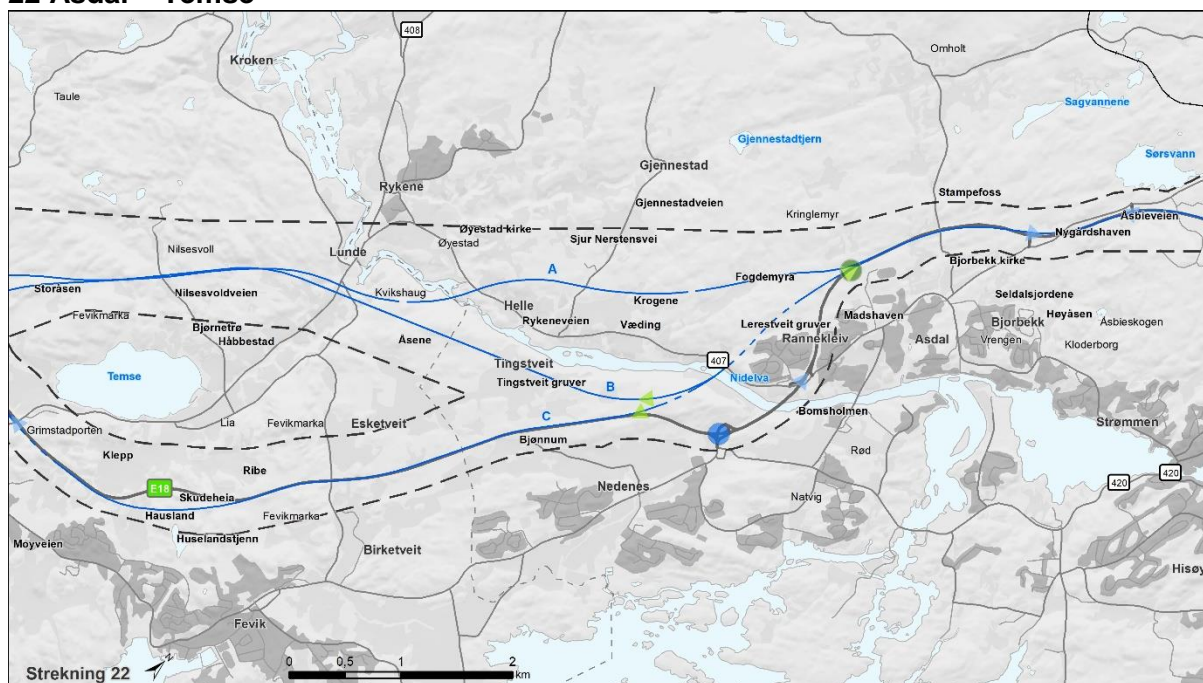 22 Asdal – Temse
408
Kroken
Omholt
Taule
Sagvannene
Gjennestadtjern
Sørsvann
Gjennestad
Rykene
Stampefoss
Gjennestadveien
Kringlemyr
Åsbieveien
Øyestad kirke
Nygårdshaven
Sjur Nerstensvei
Øyestad
Nilsesvoll
Lunde
Bjorbekk kirke
A
Fogdemyra
Storåsen
Nilsesvoldveien
Kvikshaug
Seldalsjordene
Helle
Krogene
Høyåsen
Fevikmarka
Madshaven
Rykeneveien
Væding
Lerestveit gruver
Bjorbekk
Åsbieskogen
Bjørnetrø
Håbbestad
Åsene
Rannekleiv
Asdal
Vrengen
Kloderborg
407
Tingstveit
Temse
Tingstveit gruver
Nidelva
B
C
Bomsholmen
Lia
Fevikmarka
Esketveit
Strømmen
Grimstadporten
Bjønnum
Klepp
Rød
Ribe
420
420
E18
Nedenes
Skudeheia
Natvig
Hausland
Fevikmarka
Huselandstjenn
Moyveien
Birketveit
Hisøy
Fevik
N
0 0,5 1 2
km
Strekning 22